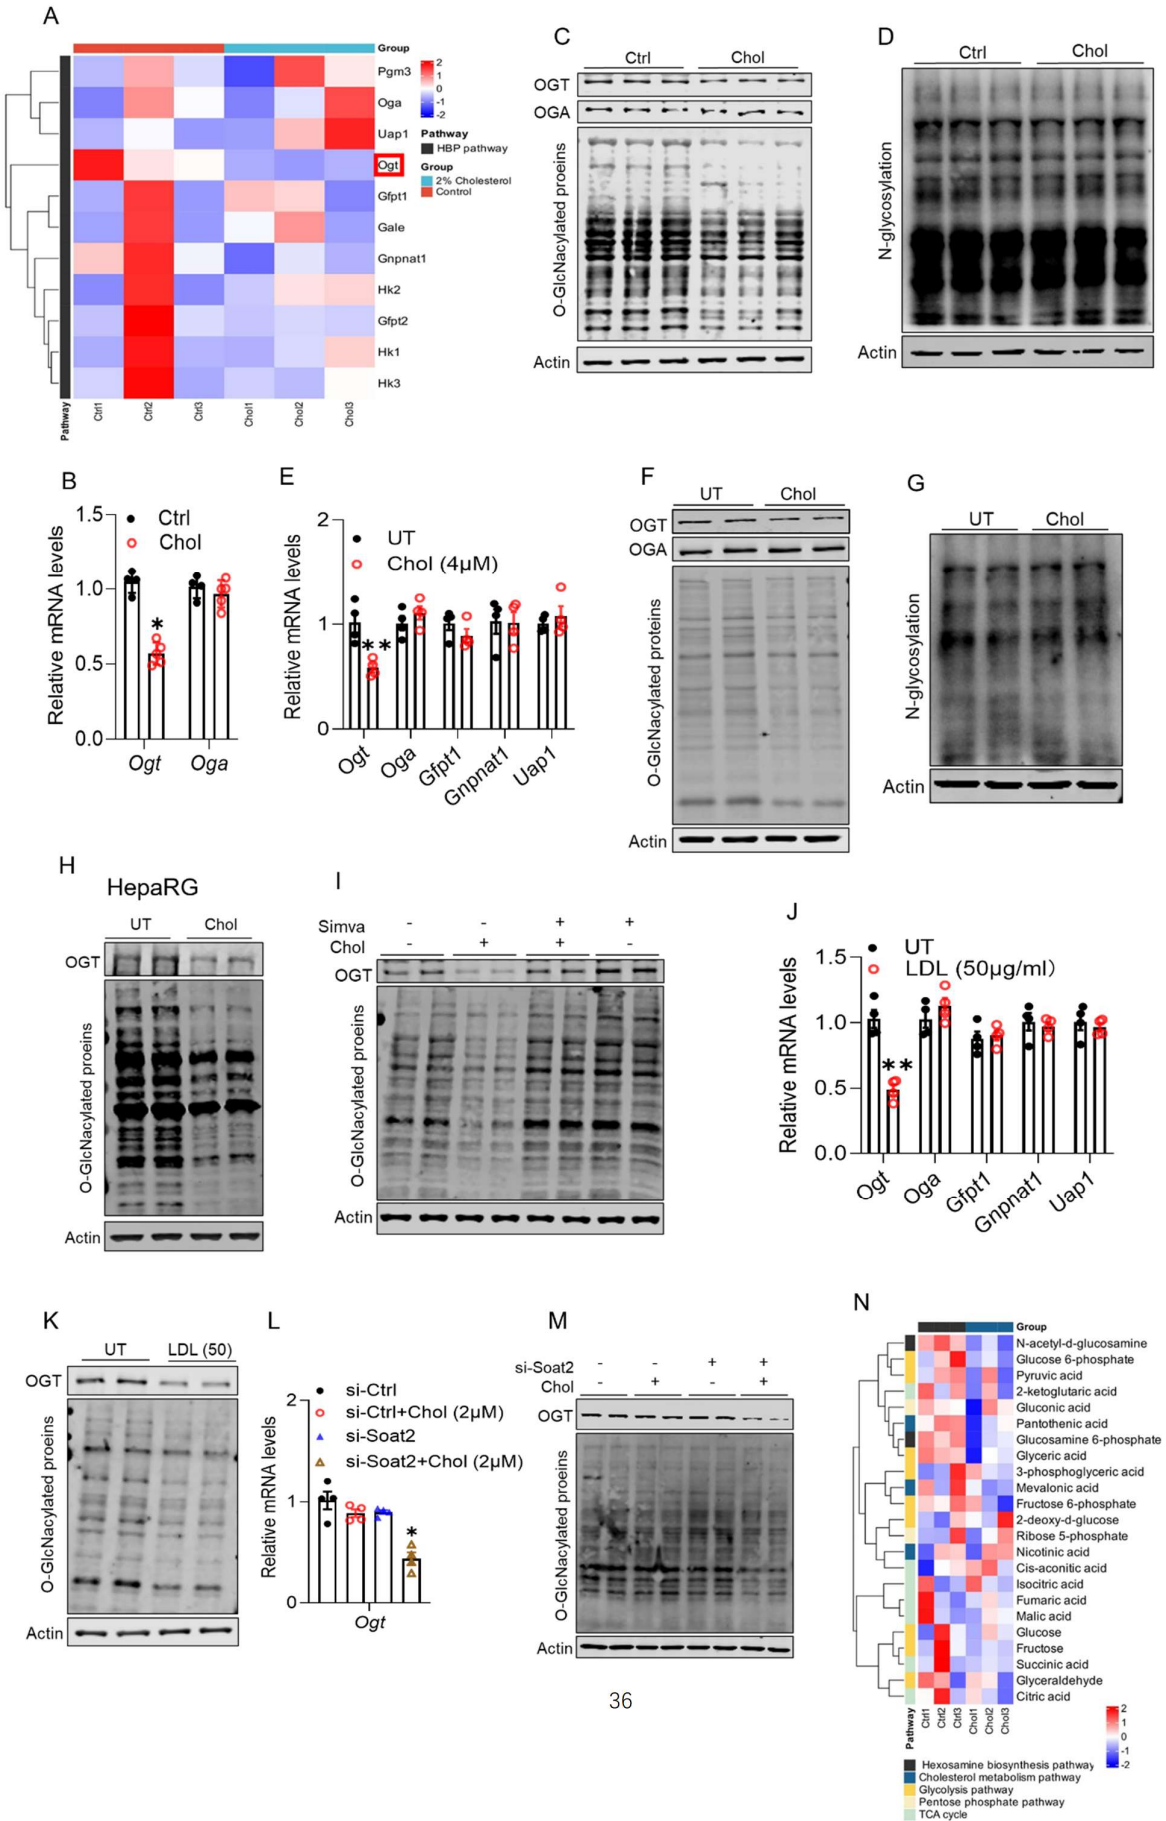 A
Group
Pgm3
Oga
Uap1
Ogt
Gfpt1
Gale
Gnpnat1
Hk2
Gfpt2
Hk1
Hk3
2
1
0
-1
-2
Pathway
HBP pathway
Group
2% Cholesterol
Control
Pathway
Ctrl1
Ctrl2
Ctrl3
Chol1
Chol2
Chol3
C
Ctrl Chol
OGT
OGA
O-GlcNacylated proeins
Actin
D
Ctrl Chol
N-glycosylation
Actin
B
Relative mRNA levels
1.5
1.0
0.5
0.0
Ctrl
Chol
*
Ogt Oga
E
Relative mRNA levels
2
1
0
UT
Chol (4μM)
**
Ogt Oga Gfpt1 Gnpnat1 Uap1
F
UT Chol
OGT
OGA
O-GlcNacylated proteins
Actin
G
UT Chol
N-glycosylation
Actin
H
HepaRG
UT Chol
OGT
O-GlcNacylated proeins
Actin
I
Simva - - + +
Chol - + + -
OGT
O-GlcNacylated proeins
Actin
J
Relative mRNA levels
1.5
1.0
0.5
0.0
UT
LDL (50μg/ml)
**
Ogt Oga Gfpt1 Gnpnat1 Uap1
K
UT LDL (50)
OGT
O-GlcNacylated proeins
Actin
L
Relative mRNA levels
2
1
0
si-Ctrl
si-Ctrl+Chol (2μM)
si-Soat2
si-Soat2+Chol (2μM)
*
Ogt
M
si-Soat2 - - + +
Chol - + - +
OGT
O-GlcNacylated proeins
Actin
N
Group
N-acetyl-d-glucosamine
Glucose 6-phosphate
Pyruvic acid
2-ketoglutaric acid
Gluconic acid
Pantothenic acid
Glucosamine 6-phosphate
Glyceric acid
3-phosphoglyceric acid
Mevalonic acid
Fructose 6-phosphate
2-deoxy-d-glucose
Ribose 5-phosphate
Nicotinic acid
Cis-aconitic acid
Isocitric acid
Fumaric acid
Malic acid
Glucose
Fructose
Succinic acid
Glyceraldehyde
Citric acid
Pathway
Ctrl1
Ctrl2
Ctrl3
Chol1
Chol2
Chol3
2
1
0
-1
-2
Hexosamine biosynthesis pathway
Cholesterol metabolism pathway
Glycolysis pathway
Pentose phosphate pathway
TCA cycle
36